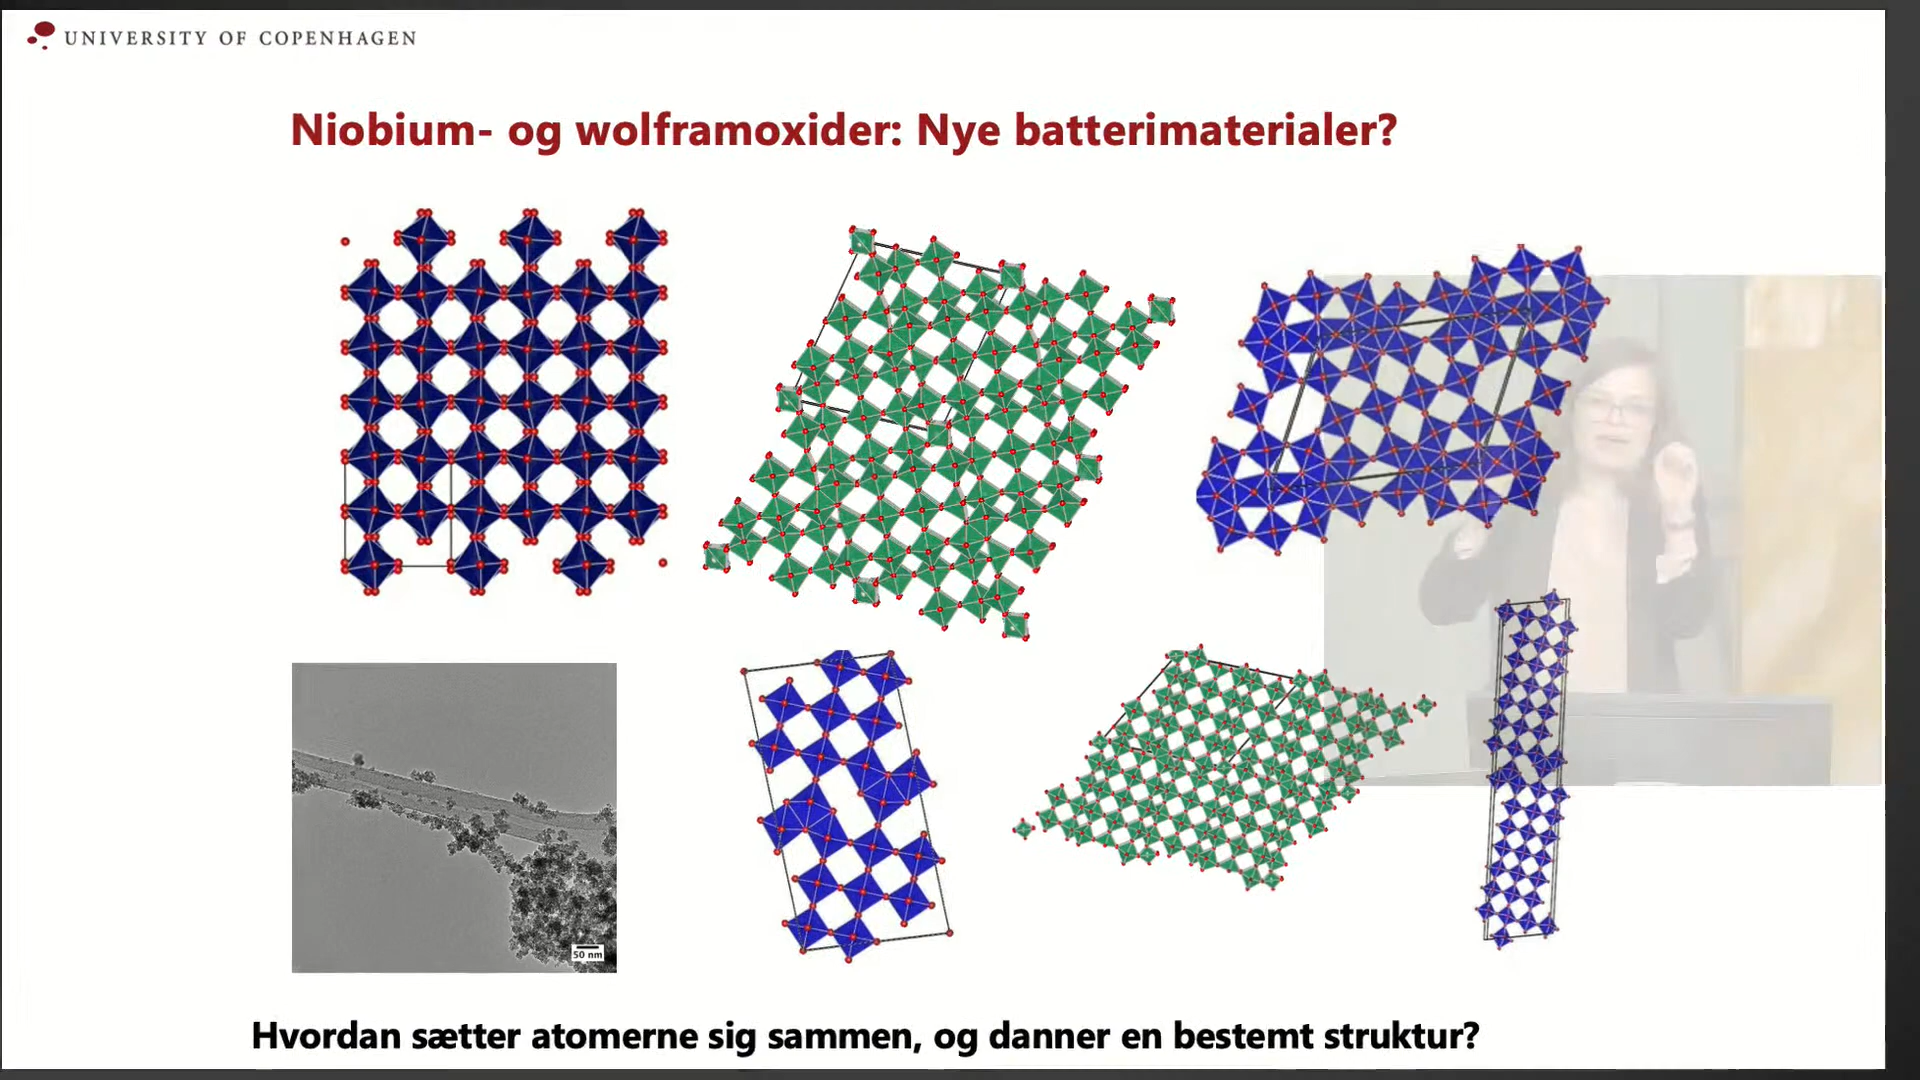 UNIVERSITY OF COPENHAGEN
Niobium- og wolframoxider: Nye batterimaterialer?
50 nm
Hvordan sætter atomerne sig sammen, og danner en bestemt struktur?